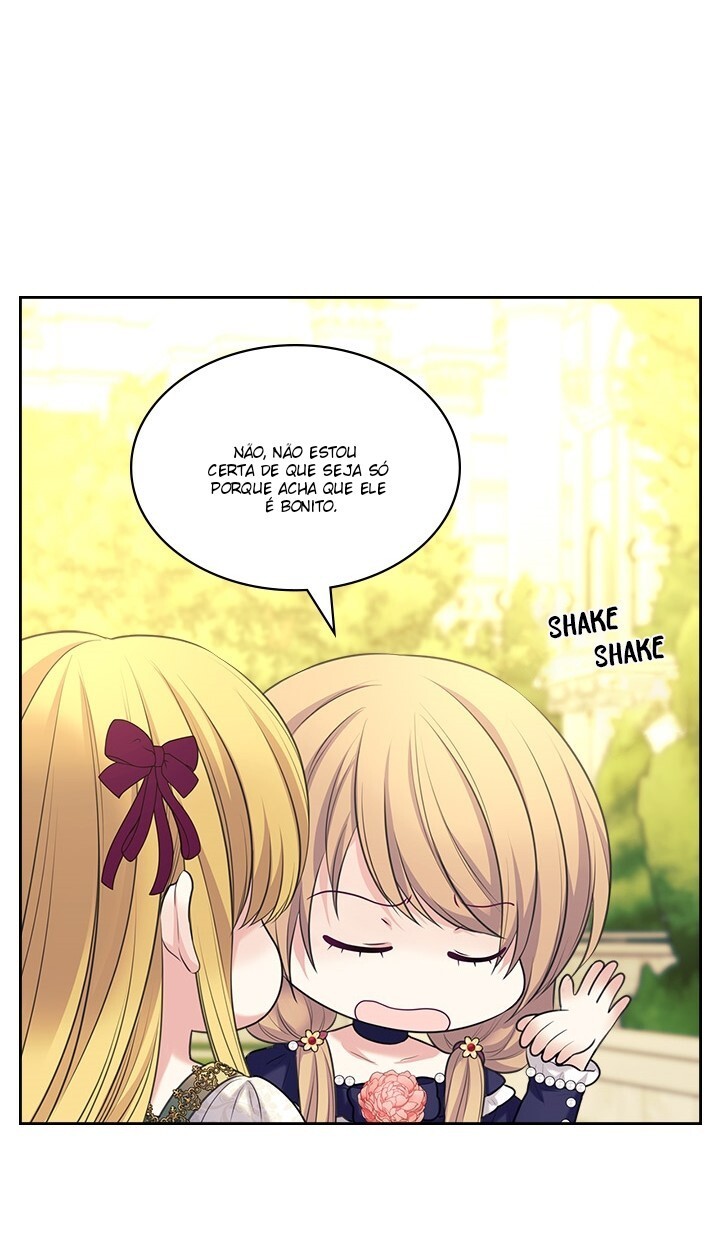 NÃO, NÃO ESTOU
CERTA DE QUE SEJA SÓ
PORQUE ACHA QUE ELE
É BONITO.
SHAKE
SHAKE